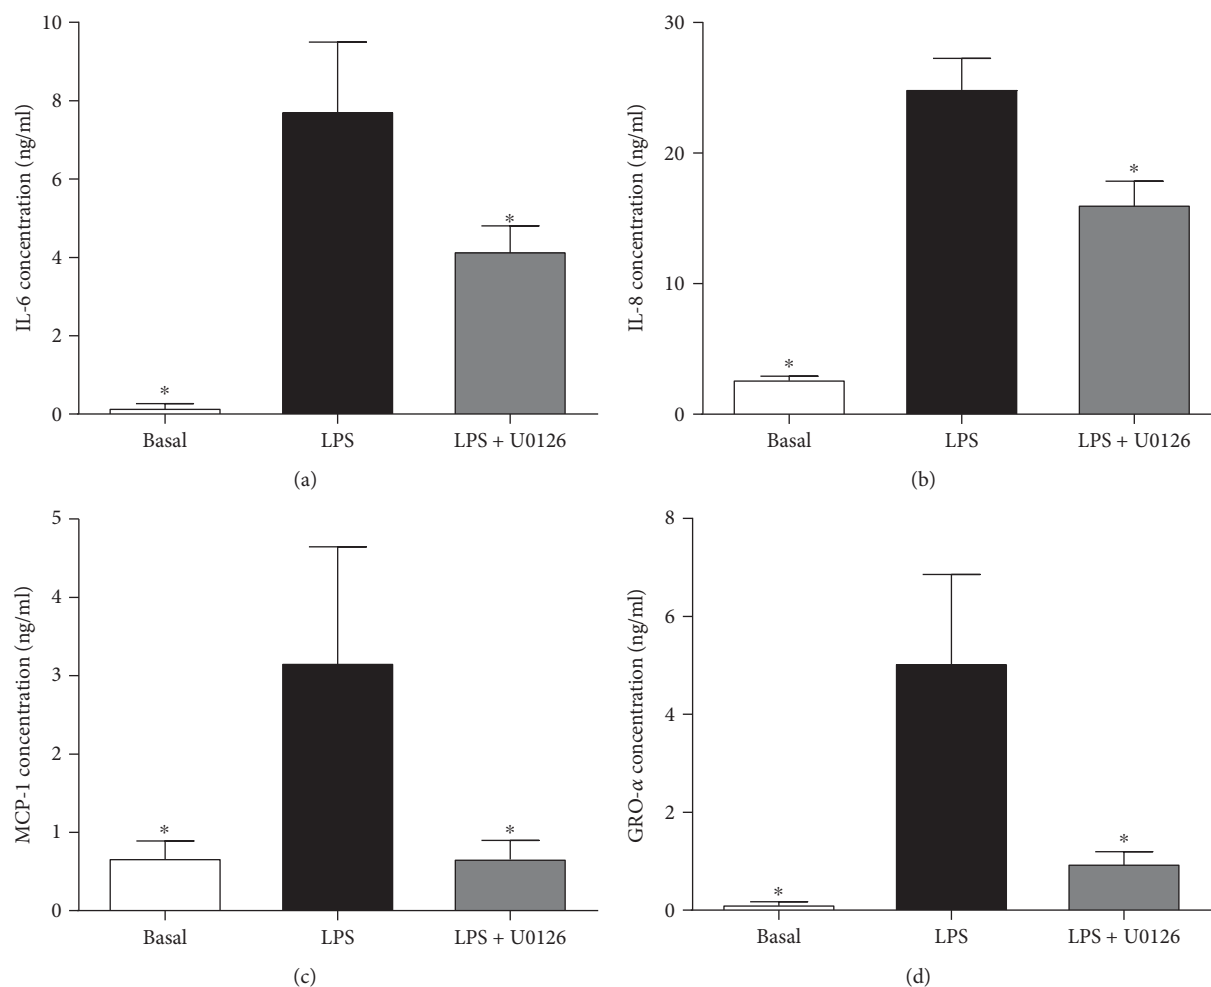 10
8
6
4
2
0
IL-6 concentration (ng/ml)
*
*
Basal
LPS
LPS + U0126
(a)
30
20
10
0
IL-8 concentration (ng/ml)
*
*
Basal
LPS
LPS + U0126
(b)
5
4
3
2
1
0
MCP-1 concentration (ng/ml)
*
*
Basal
LPS
LPS + U0126
(c)
8
6
4
2
0
GRO-α concentration (ng/ml)
*
*
Basal
LPS
LPS + U0126
(d)